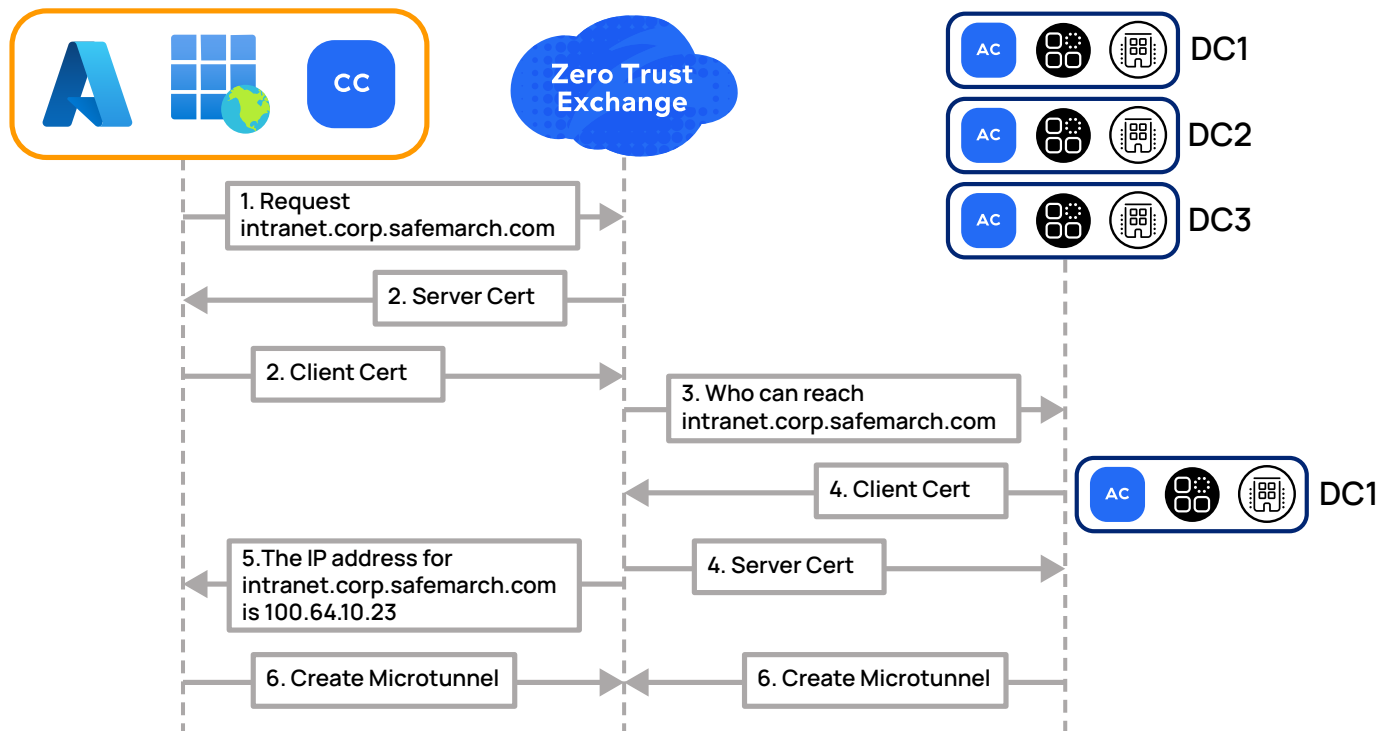 CC
Zero Trust
Exchange
AC
DC1
AC
DC2
AC
DC3
1. Request
intranet.corp.safemarch.com
2. Server Cert
2. Client Cert
3. Who can reach
intranet.corp.safemarch.com
4. Client Cert
AC
DC1
5.The IP address for
intranet.corp.safemarch.com
is 100.64.10.23
4. Server Cert
6. Create Microtunnel
6. Create Microtunnel